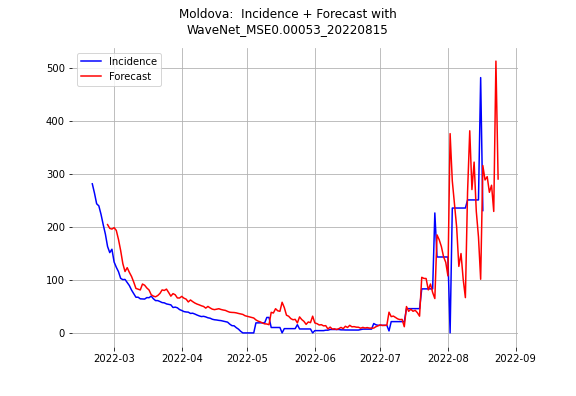 Moldova:  Incidence + Forecast with
WaveNet_MSE0.00053_20220815
Incidence
Forecast
500
400
300
200
100
0
2022-03 2022-04 2022-05 2022-06 2022-07 2022-08 2022-09